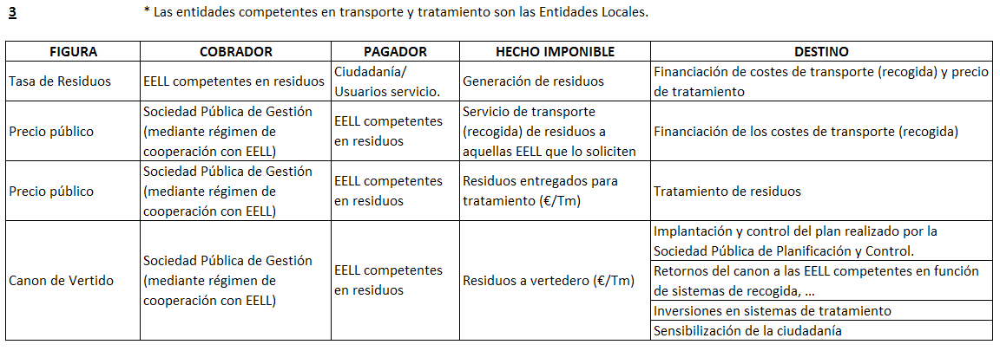 3
* Las entidades competentes en transporte y tratamiento son las Entidades Locales.
FIGURA
COBRADOR
PAGADOR
HECHO IMPONIBLE
DESTINO
Tasa de Residuos
EELL competentes en residuos
Ciudadanía/
Usuarios servicio.
Generación de residuos
Financiación de costes de transporte (recogida) y precio
de tratamiento
Precio público
Sociedad Pública de Gestión
(mediante régimen de
cooperación con EELL)
EELL competentes
en residuos
Servicio de transporte
(recogida) de residuos a
aquellas EELL que lo soliciten
Financiación de los costes de transporte (recogida)
Precio público
Sociedad Pública de Gestión
(mediante régimen de
cooperación con EELL)
EELL competentes
en residuos
Residuos entregados para
tratamiento (€/Tm)
Tratamiento de residuos
Canon de Vertido
Sociedad Pública de Gestión
(mediante régimen de
cooperación con EELL)
EELL competentes
en residuos
Residuos a vertedero (€/Tm)
Implantación y control del plan realizado por la
Sociedad Pública de Planificación y Control.
Retornos del canon a las EELL competentes en función
de sistemas de recogida, ...
Inversiones en sistemas de tratamiento
Sensibilización de la ciudadanía